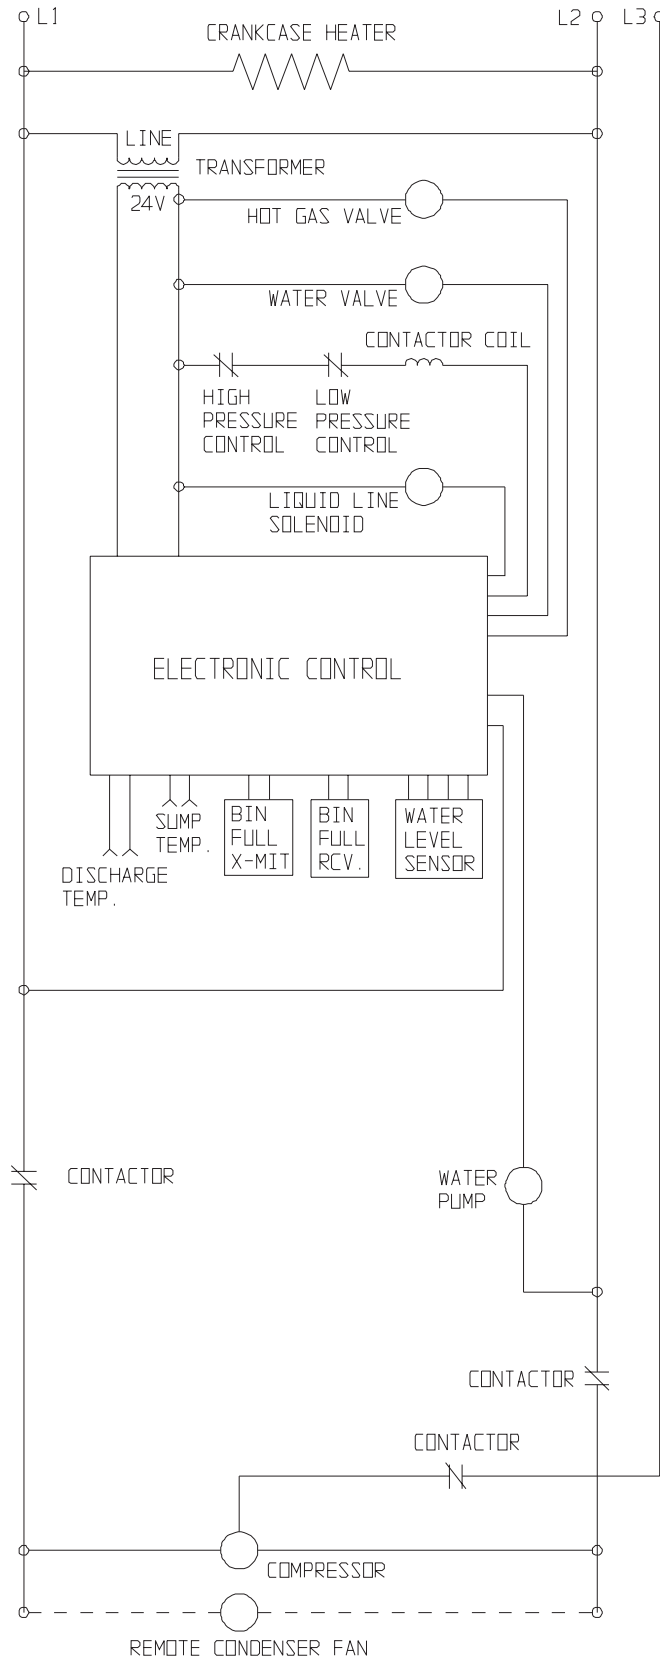 L1
L2
L3
CRANKCASE HEATER
LINE
TRANSFORMER
24V
HOT GAS VALVE
WATER VALVE
CONTACTOR COIL
HIGH
PRESSURE
CONTROL
LOW
PRESSURE
CONTROL
LIQUID LINE
SOLENOID
ELECTRONIC CONTROL
DISCHARGE
TEMP.
SUMP
TEMP.
BIN
FULL
X-MIT
BIN
FULL
RCV.
WATER
LEVEL
SENSOR
CONTACTOR
WATER
PUMP
CONTACTOR
CONTACTOR
COMPRESSOR
REMOTE CONDENSER FAN